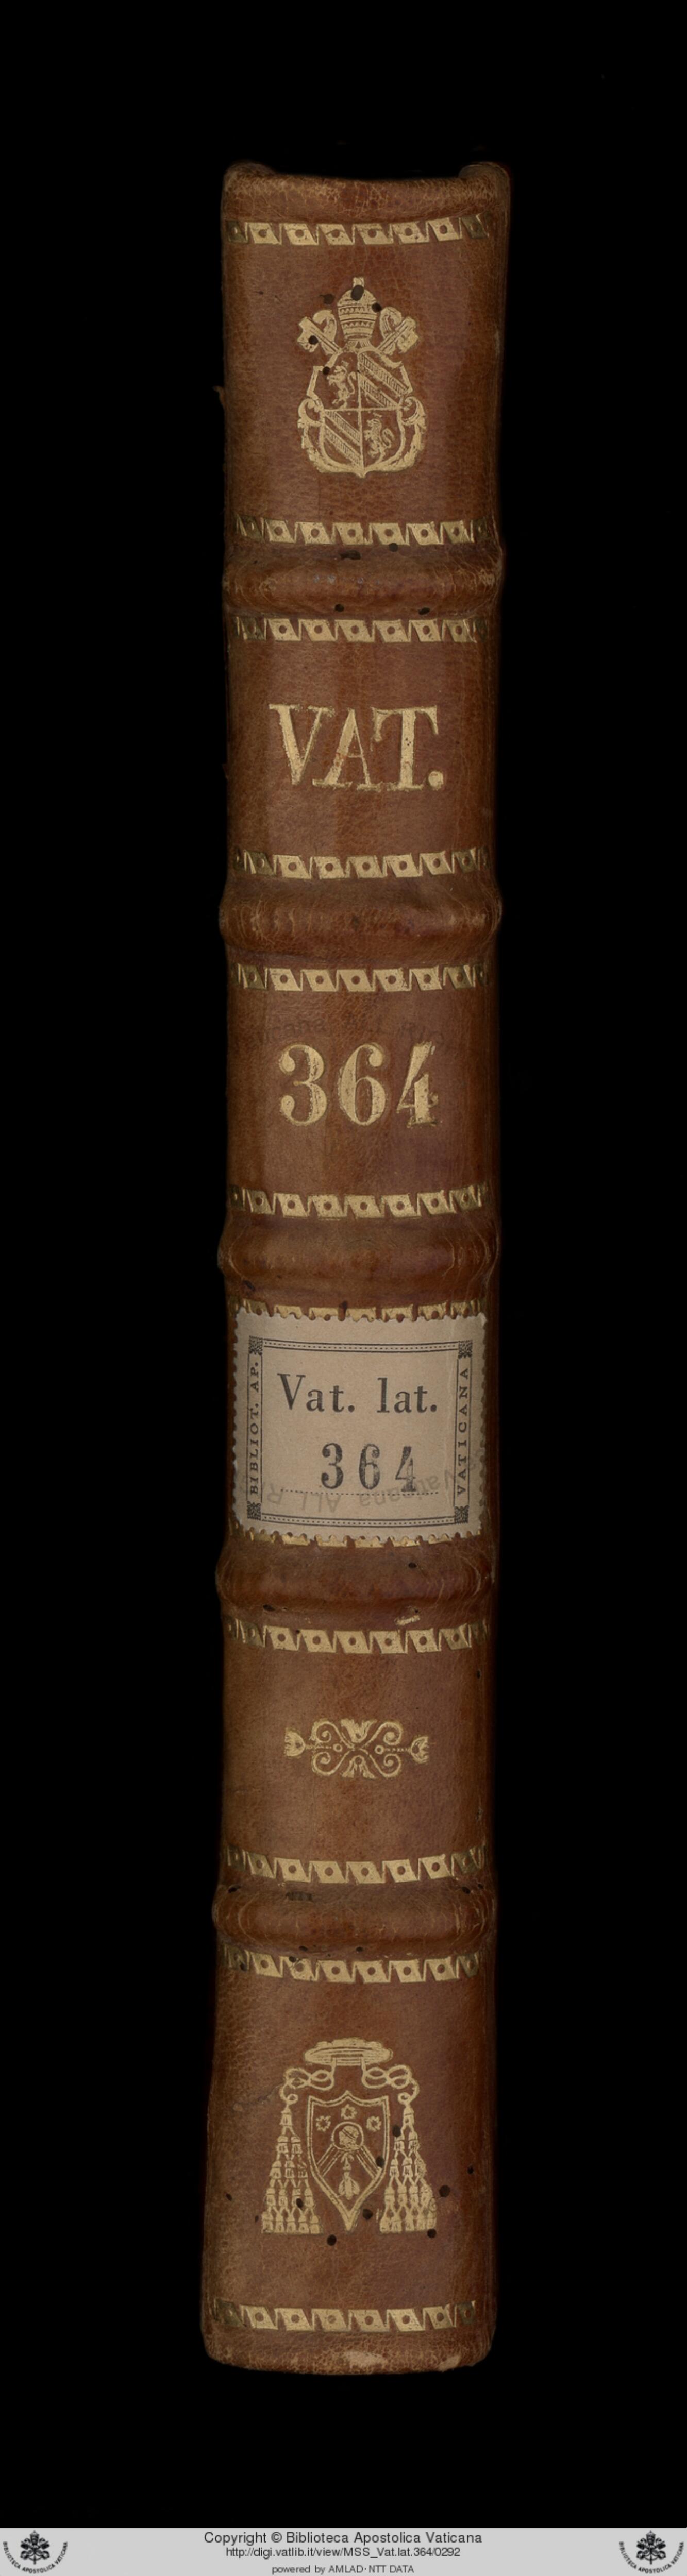 VAT.
364
BIBLIOT. AP.
Vat. lat.
364
VATICANA
Copyright © Biblioteca Apostolica Vaticana
http://digi.vatlib.it/view/MSS_Vat.lat.364/0292
powered by AMLAD·NTT DATA